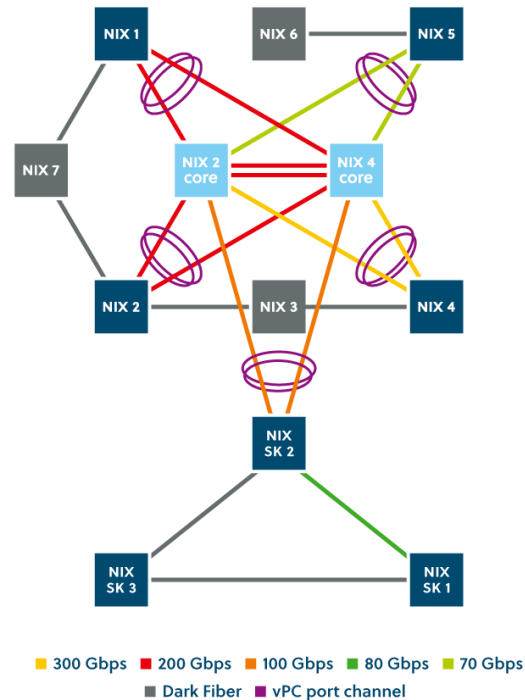 NIX 1
NIX 6
NIX 5
NIX 7
NIX 2
core
NIX 4
core
NIX 2
NIX 3
NIX 4
NIX
SK 2
NIX
SK 3
NIX
SK 1
300 Gbps
200 Gbps
100 Gbps
80 Gbps
70 Gbps
Dark Fiber
vPC port channel